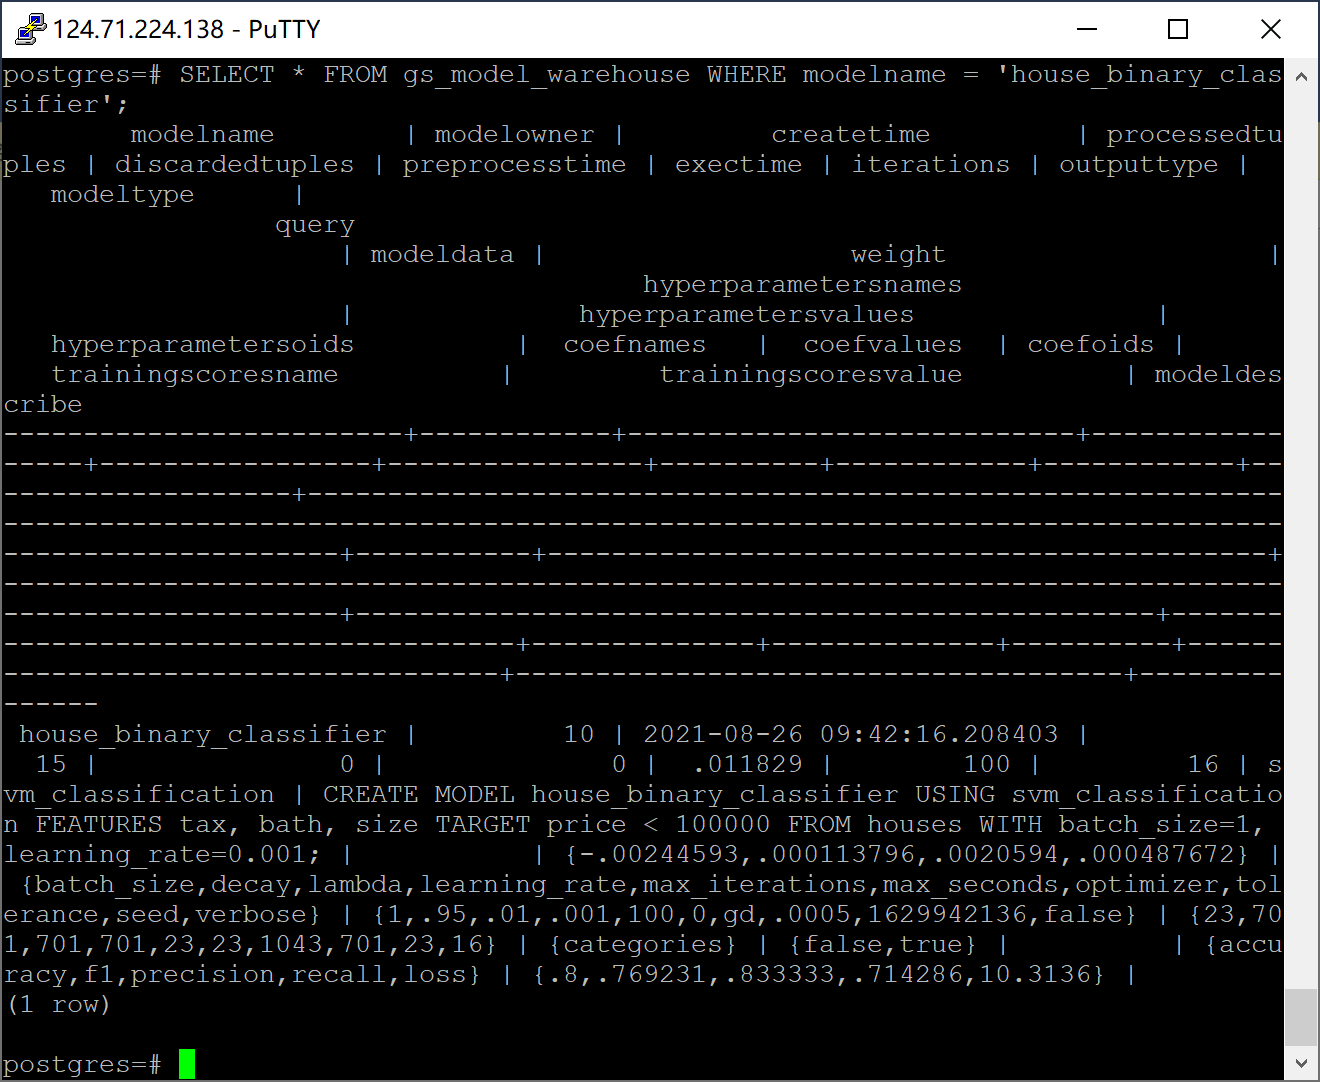 124.71.224.138 - PuTTY
postgres=# SELECT * FROM gs_model_warehouse WHERE modelname = 'house_binary_clas
sifier';
modelname | modelowner | createtime | processedtu
ples | discardedtuples | preprocesstime | exectime | iterations | outputtype |
modeltype |
query
| modeldata | weight |
hyperparametersnames
| hyperparametersvalues |
hyperparametersoids | coefnames | coefvalues | coefoids |
trainingscoresname | trainingscoresvalue | modeldes
cribe
-------------------------+------------+----------------------------+------------
-----+-----------------+----------------+----------+------------+------------+--
------------------+-------------------------------------------------------------
--------------------------------------------------------------------------------
---------------------+-----------+---------------------------------------------+
--------------------------------------------------------------------------------
---------------------+--------------------------------------------------+-------
--------------------------------+--------------+--------------+----------+------
-------------------------------+--------------------------------------+---------
------
house_binary_classifier | 10 | 2021-08-26 09:42:16.208403 |
15 | 0 | 0 | .011829 | 100 | 16 | s
vm_classification | CREATE MODEL house_binary_classifier USING svm_classificatio
n FEATURES tax, bath, size TARGET price < 100000 FROM houses WITH batch_size=1,
learning_rate=0.001; | | {-.00244593,.000113796,.0020594,.000487672} |
{batch_size,decay,lambda,learning_rate,max_iterations,max_seconds,optimizer,tol
erance,seed,verbose} | {1,.95,.01,.001,100,0,gd,.0005,1629942136,false} | {23,70
1,701,701,23,23,1043,701,23,16} | {categories} | {false,true} | | {accu
racy,f1,precision,recall,loss} | {.8,.769231,.833333,.714286,10.3136} |
(1 row)
postgres=#